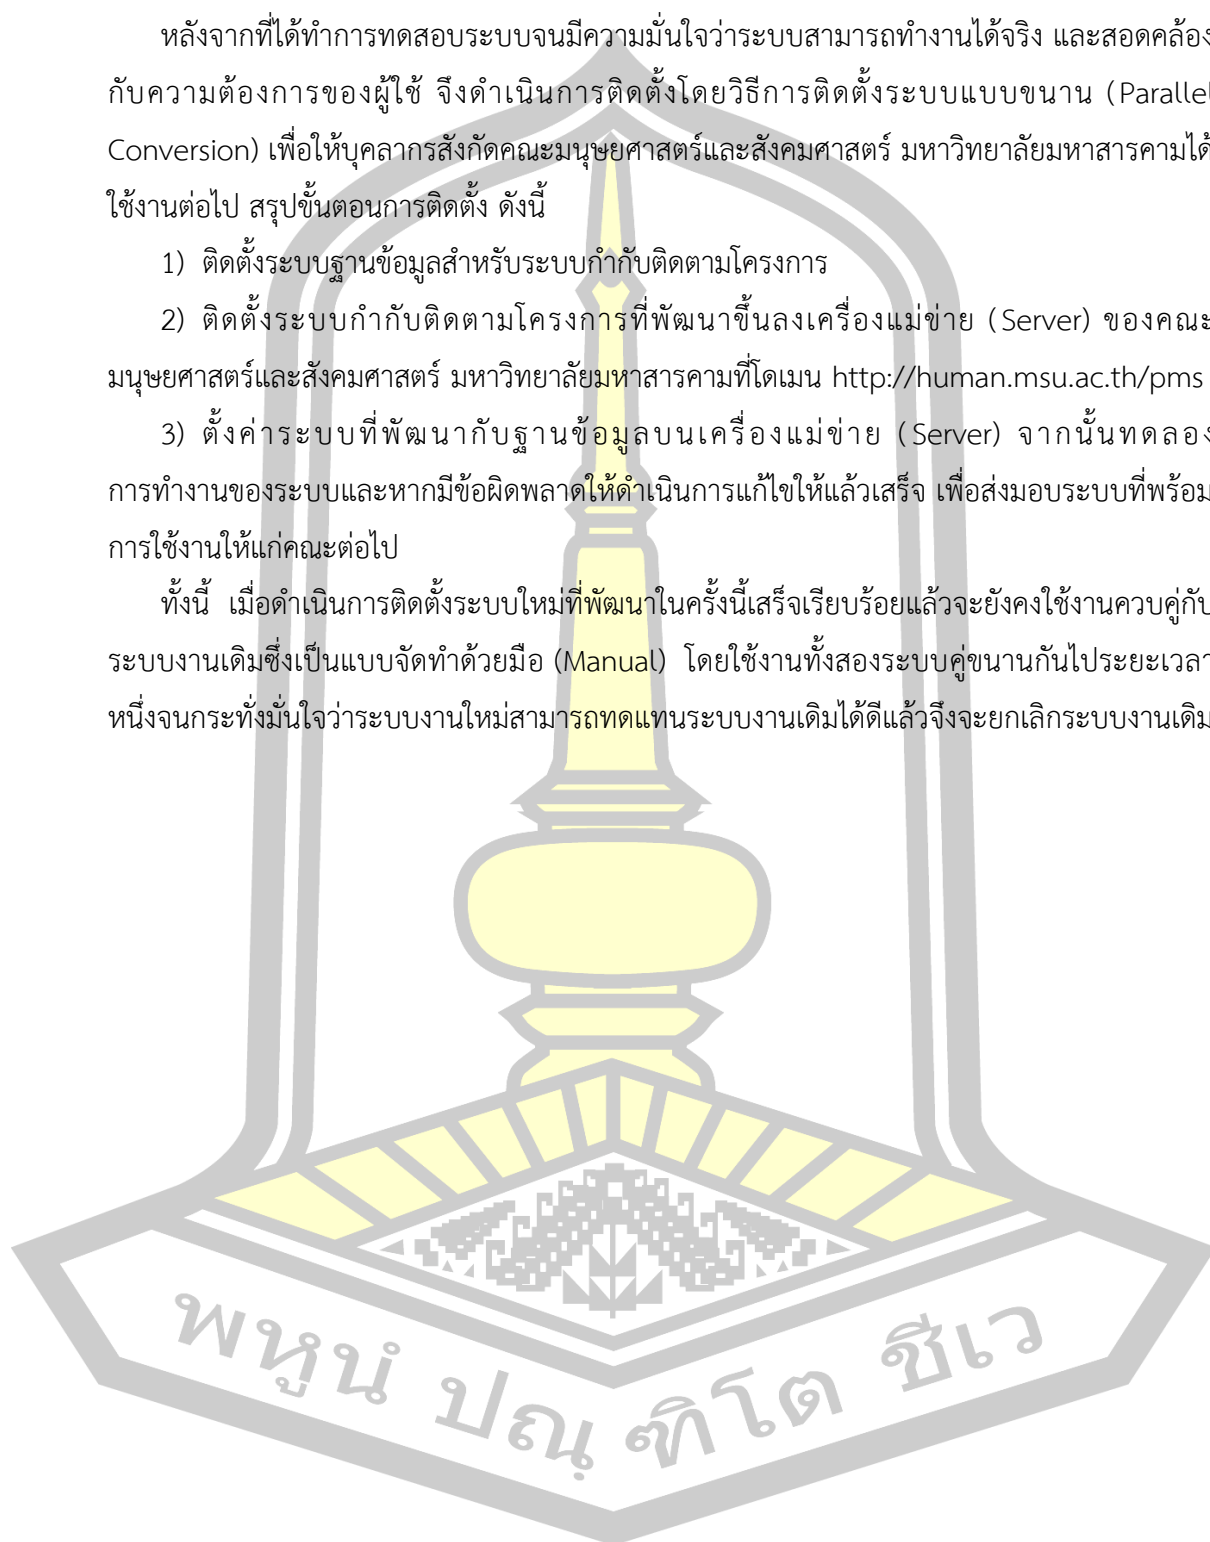 หลังจากที่ได้ทำการทดสอบระบบจนมีความมั่นใจว่าระบบสามารถทำงานได้จริง และสอดคล้อง
กับความต้องการของผู้ใช้ จึงดำเนินการติดตั้งโดยวิธีการติดตั้งระบบแบบขนาน (Parallel
Conversion) เพื่อให้บุคลากรสังกัดคณะมนุษยศาสตร์และสังคมศาสตร์ มหาวิทยาลัยมหาสารคามได้
ใช้งานต่อไป สรุปขั้นตอนการติดตั้ง ดังนี้
1) ติดตั้งระบบฐานข้อมูลสำหรับระบบกำกับติดตามโครงการ
2) ติดตั้งระบบกำกับติดตามโครงการที่พัฒนาขึ้นลงเครื่องแม่ข่าย (Server) ของคณะ
มนุษยศาสตร์และสังคมศาสตร์ มหาวิทยาลัยมหาสารคามที่โดเมน http://human.msu.ac.th/pms
3) ตั้งค่าระบบที่พัฒนากับฐานข้อมูลบนเครื่องแม่ข่าย (Server) จากนั้นทดลอง
การทำงานของระบบและหากมีข้อผิดพลาดให้ดำเนินการแก้ไขให้แล้วเสร็จ เพื่อส่งมอบระบบที่พร้อม
การใช้งานให้แก่คณะต่อไป
ทั้งนี้ เมื่อดำเนินการติดตั้งระบบใหม่ที่พัฒนาในครั้งนี้เสร็จเรียบร้อยแล้วจะยังคงใช้งานควบคู่กับ
ระบบงานเดิมซึ่งเป็นแบบจัดทำด้วยมือ (Manual) โดยใช้งานทั้งสองระบบคู่ขนานกันไประยะเวลา
หนึ่งจนกระทั่งมั่นใจว่าระบบงานใหม่สามารถทดแทนระบบงานเดิมได้ดีแล้วจึงจะยกเลิกระบบงานเดิม
พหูนํ ปณฺฑิโต ชีเว